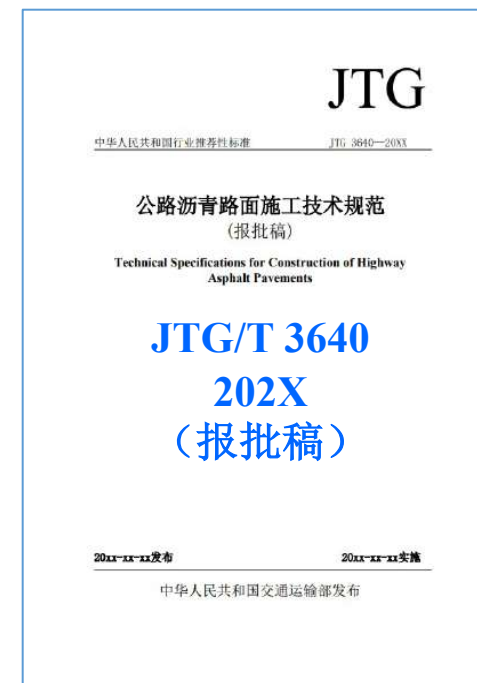 JTG
中华人民共和国行业推荐性标准 JTG 3640—20XX
公路沥青路面施工技术规范
(报批稿)
Technical Specifications for Construction of Highway
Asphalt Pavements
JTG/T 3640
202X
（报批稿）
20xx-xx-xx发布 20xx-xx-xx实施
中华人民共和国交通运输部发布